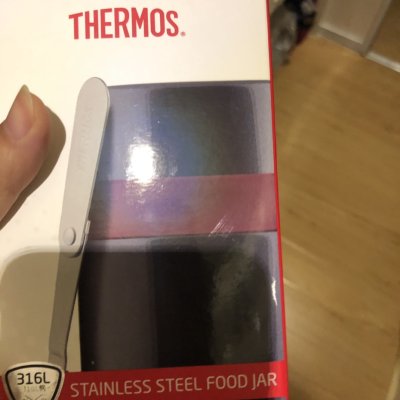 THERMOS®
316L
STAINLESS STEEL FOOD JAR